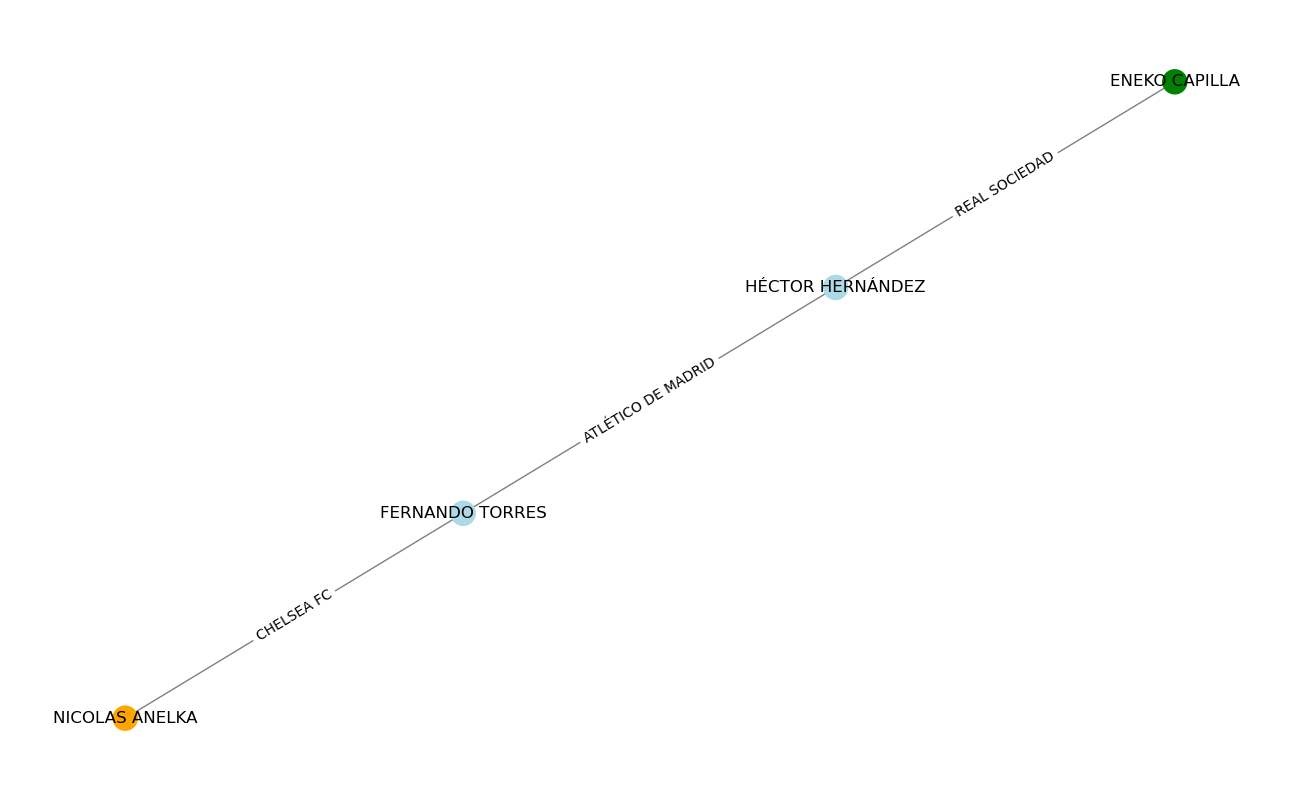 ENEKO CAPILLA
REAL SOCIEDAD
HÉCTOR HERNÁNDEZ
ATLÉTICO DE MADRID
FERNANDO TORRES
CHELSEA FC
NICOLAS ANELKA